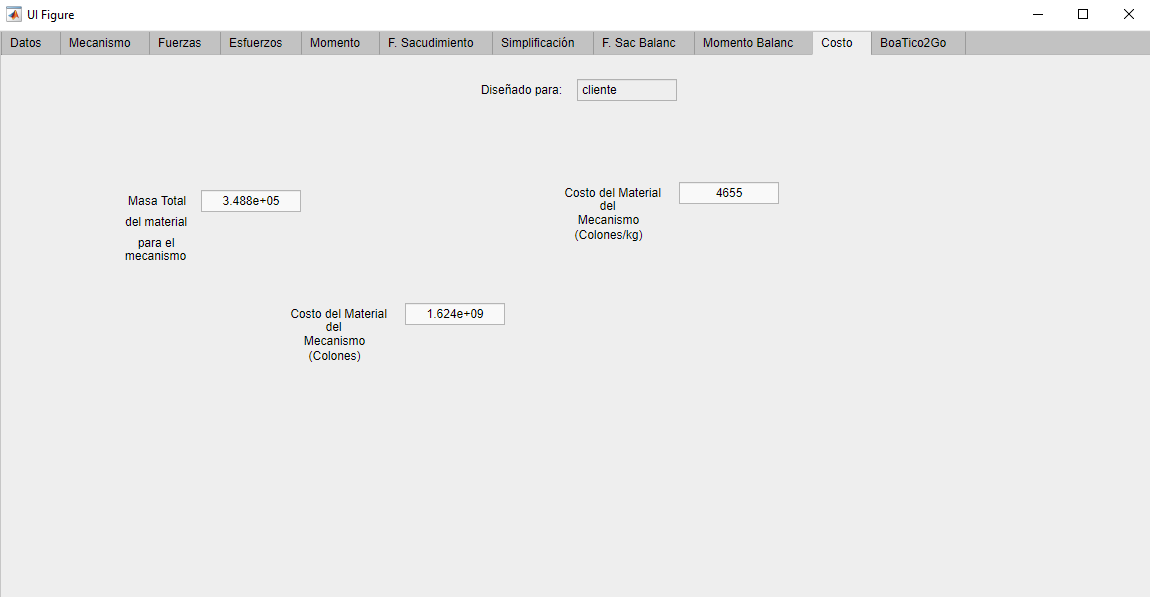 UI Figure
Datos Mecanismo Fuerzas Esfuerzos Momento F. Sacudimiento Simplificación F. Sac Balanc Momento Balanc Costo BoaTico2Go
Diseñado para: cliente
Masa Total 3.488e+05
del material
para el
mecanismo
Costo del Material 4655
del
Mecanismo
(Colones/kg)
Costo del Material 1.624e+09
del
Mecanismo
(Colones)